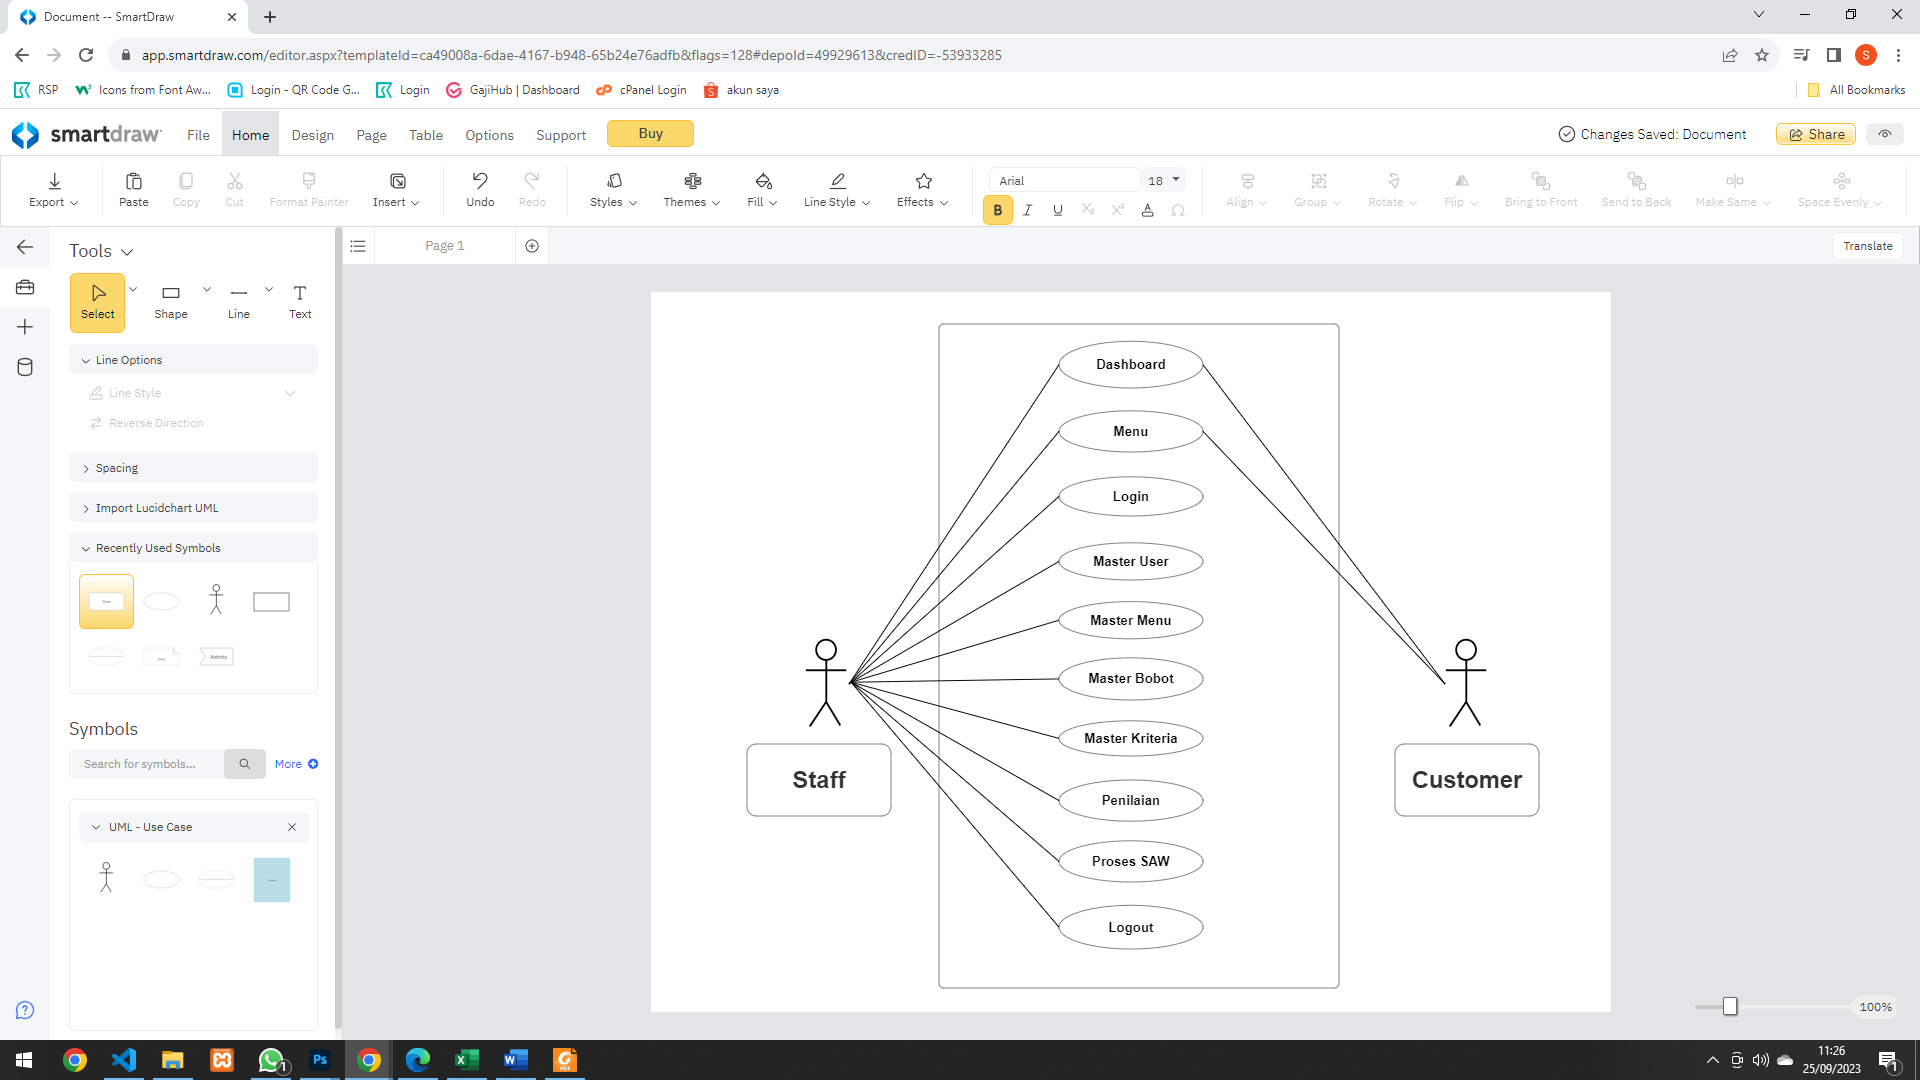 Document -- SmartDraw
app.smartdraw.com/editor.aspx?templateId=ca49008a-6dae-4167-b948-65b24e76adfb&flags=128#depoId=49929613&credID=-53933285
S
RSP
Icons from Font Aw...
Login - QR Code G...
Login
GajiHub | Dashboard
cPanel Login
akun saya
All Bookmarks
smartdraw
File
Home
Design
Page
Table
Options
Support
Buy
Changes Saved: Document
Share
Export
Paste
Copy
Cut
Format Painter
Insert
Undo
Redo
Styles
Themes
Fill
Line Style
Effects
Arial
18
B
I
U
X₂
X²
A
Ω
Align
Group
Rotate
Flip
Bring to Front
Send to Back
Make Same
Space Evenly
Tools
Page 1
Translate
Select
Shape
Line
Text
Line Options
Line Style
Reverse Direction
Spacing
Import Lucidchart UML
Recently Used Symbols
Activity
Symbols
Search for symbols...
More
UML - Use Case
Dashboard
Menu
Login
Master User
Master Menu
Master Bobot
Master Kriteria
Penilaian
Proses SAW
Logout
Staff
Customer
100%
1
Ps
11:26
25/09/2023
1